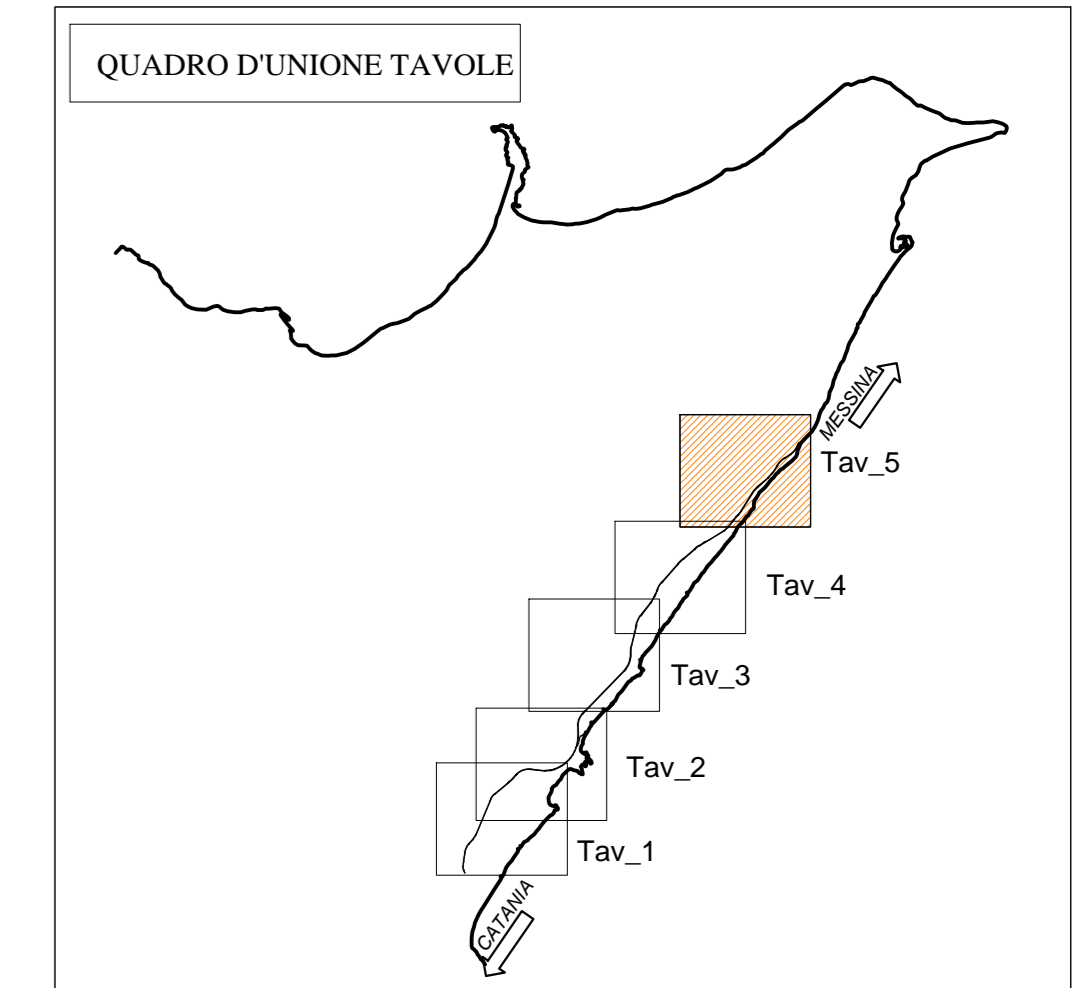 QUADRO D'UNIONE TAVOLE
MESSINA
Tav_5
Tav_4
Tav_3
Tav_2
Tav_1
CATANIA